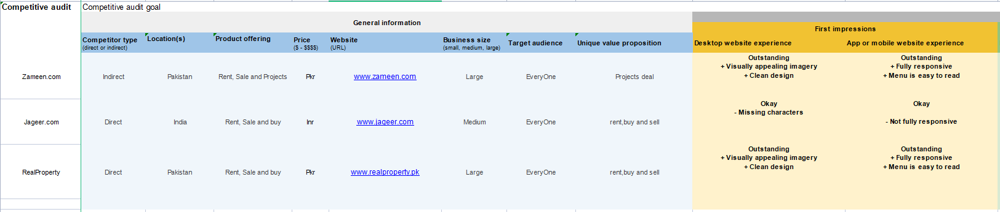 Competitive audit
Competitive audit goal
General information
First impressions
Competitor type
(direct or indirect)
Location(s)
Product offering
Price
($ - $$$$)
Website
(URL)
Business size
(small, medium, large)
Target audience
Unique value proposition
Desktop website experience
App or mobile website experience
Zameen.com
Indirect
Pakistan
Rent, Sale and Projects
Pkr
www.zameen.com
Large
EveryOne
Projects deal
Outstanding
+ Visually appealing imagery
+ Clean design
Outstanding
+ Fully responsive
+ Menu is easy to read
Jageer.com
Direct
India
Rent, Sale and buy
Inr
www.jageer.com
Medium
EveryOne
rent,buy and sell
Okay
- Missing characters
Okay
- Not fully responsive
RealProperty
Direct
Pakistan
Rent, Sale and buy
Pkr
www.realproperty.pk
Large
EveryOne
rent,buy and sell
Outstanding
+ Visually appealing imagery
+ Clean design
Outstanding
+ Fully responsive
+ Menu is easy to read